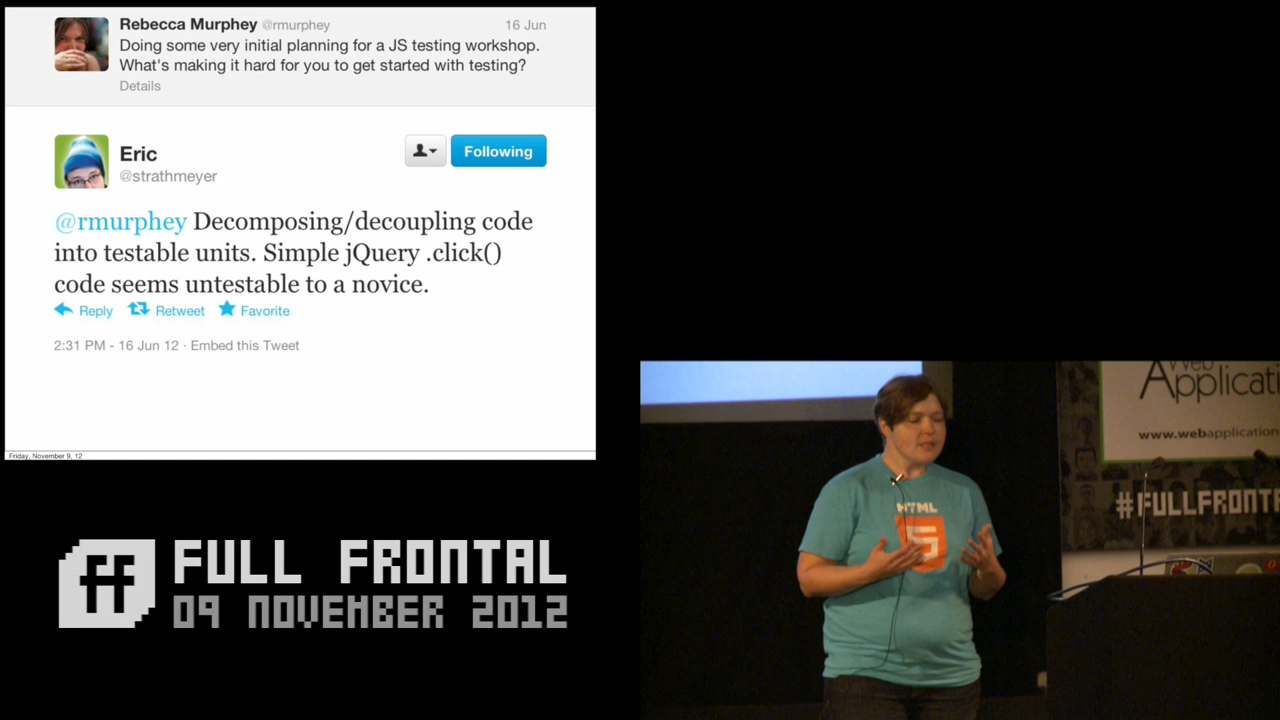 Rebecca Murphey @rmurphey 16 Jun
Doing some very initial planning for a JS testing workshop.
What's making it hard for you to get started with testing?
Details
Eric
@strathmeyer
Following
@rmurphey Decomposing/decoupling code
into testable units. Simple jQuery .click()
code seems untestable to a novice.
Reply Retweet Favorite
2:31 PM - 16 Jun 12 · Embed this Tweet
Friday, November 9, 12
ff FULL FRONTAL
09 NOVEMBER 2012
HTML
5
Web
Applicati
www.webapplication.
#FULLFRONTA